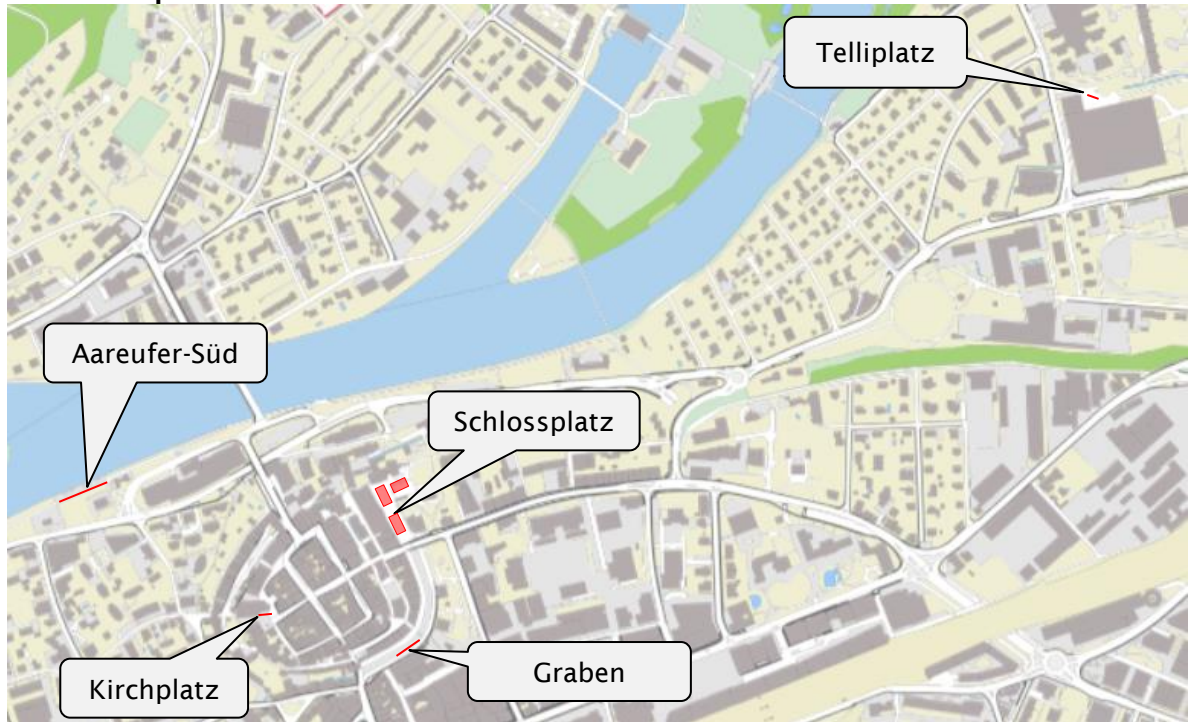 Telliplatz
Aareufer-Süd
Schlossplatz
Kirchplatz
Graben